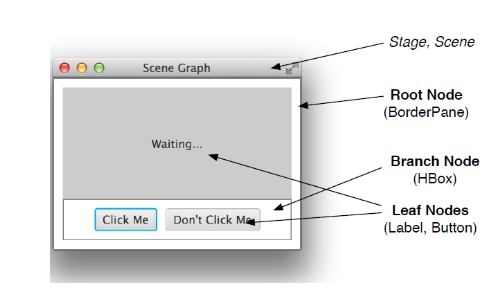 Stage, Scene
Scene Graph
Root Node
(BorderPane)
Waiting...
Branch Node
(HBox)
Leaf Nodes
(Label, Button)
Click Me
Don't Click Me